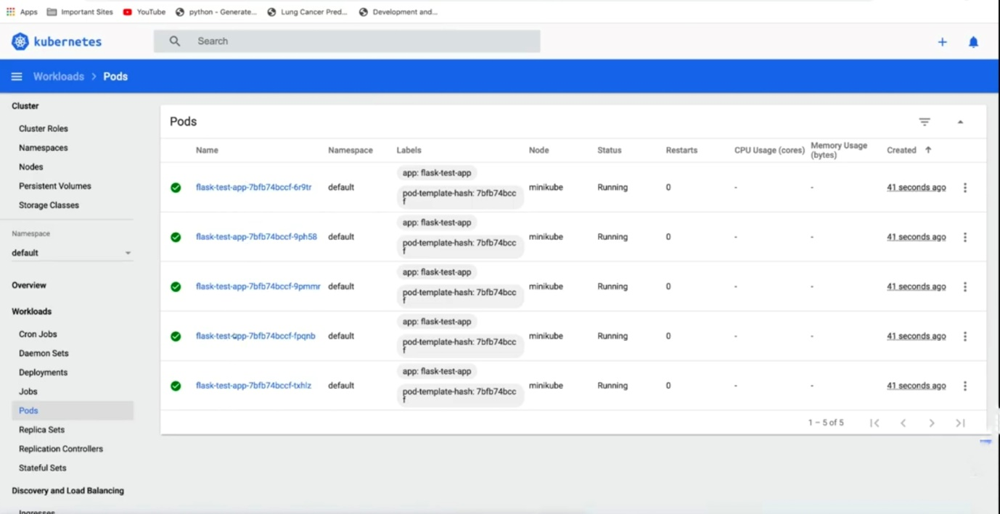 Apps Important Sites YouTube python - Generate... Lung Cancer Pred... Development and...
kubernetes Search
Workloads > Pods
Cluster
Cluster Roles
Namespaces
Nodes
Persistent Volumes
Storage Classes
Namespace
default
Overview
Workloads
Cron Jobs
Daemon Sets
Deployments
Jobs
Pods
Replica Sets
Replication Controllers
Stateful Sets
Discovery and Load Balancing
Ingresses
Pods
Name Namespace Labels Node Status Restarts CPU Usage (cores) Memory Usage (bytes) Created
app: flask-test-app
flask-test-app-7bfb74bccf-6r9tr default minikube Running 0 - - 41 seconds ago
pod-template-hash: 7bfb74bcc
f
app: flask-test-app
flask-test-app-7bfb74bccf-9ph58 default minikube Running 0 - - 41 seconds ago
pod-template-hash: 7bfb74bcc
f
app: flask-test-app
flask-test-app-7bfb74bccf-9pmmr default minikube Running 0 - - 41 seconds ago
pod-template-hash: 7bfb74bcc
f
app: flask-test-app
flask-test-app-7bfb74bccf-fpqnb default minikube Running 0 - - 41 seconds ago
pod-template-hash: 7bfb74bcc
f
app: flask-test-app
flask-test-app-7bfb74bccf-txhlz default minikube Running 0 - - 41 seconds ago
pod-template-hash: 7bfb74bcc
f
1 – 5 of 5